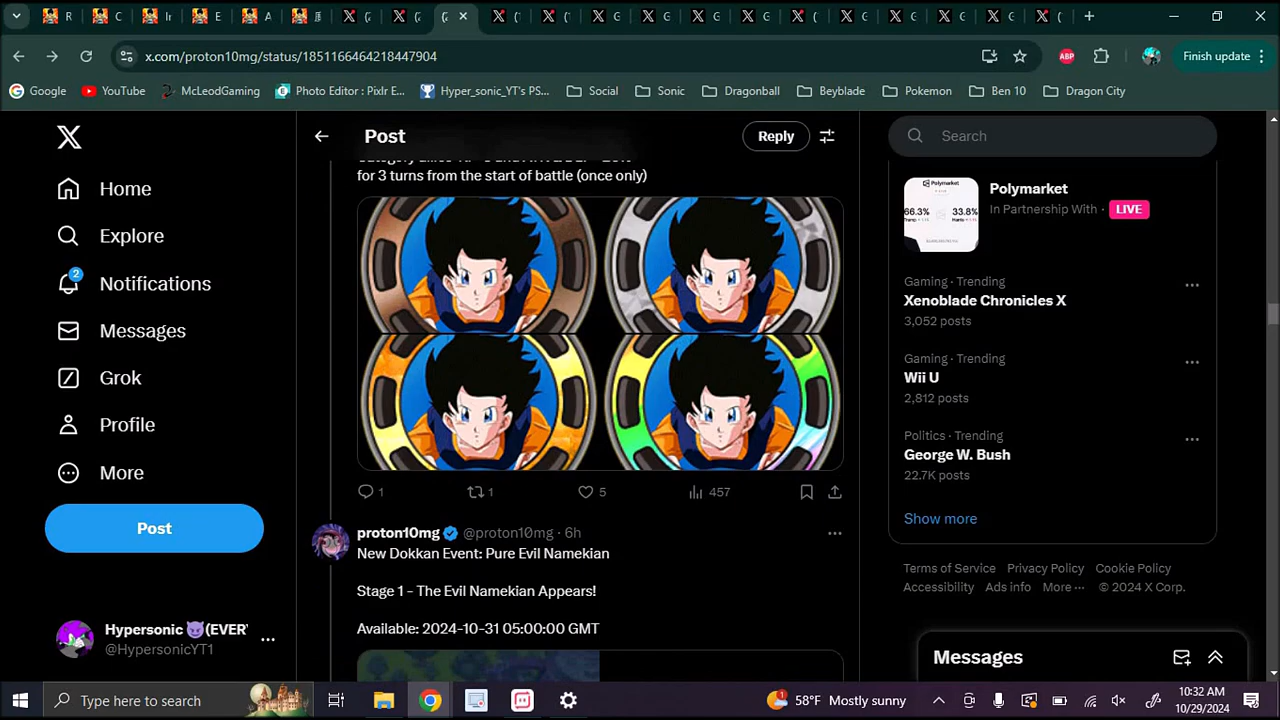 R
C
Ir
E
A
I
(
(
(
(
(
G
G
G
G
(
G
G
G
G
(
x.com/proton10mg/status/1851166464218447904
ABP
Finish update
Google
YouTube
McLeodGaming
Photo Editor : Pixlr E...
Hyper_sonic_YT's PS...
Social
Sonic
Dragonball
Beyblade
Pokemon
Ben 10
Dragon City
Home
Explore
2
Notifications
Messages
Grok
Profile
More
Post
Hypersonic 😈(EVER
@HypersonicYT1
Post
Reply
for 3 turns from the start of battle (once only)
1
1
5
457
proton10mg @proton10mg · 6h
New Dokkan Event: Pure Evil Namekian
Stage 1 – The Evil Namekian Appears!
Available: 2024-10-31 05:00:00 GMT
Search
Polymarket
66.3%
33.8%
Polymarket
In Partnership With · LIVE
Gaming · Trending
Xenoblade Chronicles X
3,052 posts
Gaming · Trending
Wii U
2,812 posts
Politics · Trending
George W. Bush
22.7K posts
Show more
Terms of Service Privacy Policy Cookie Policy
Accessibility Ads info More ··· © 2024 X Corp.
Messages
Type here to search
1
58°F Mostly sunny
:32 AM
10/29/2024